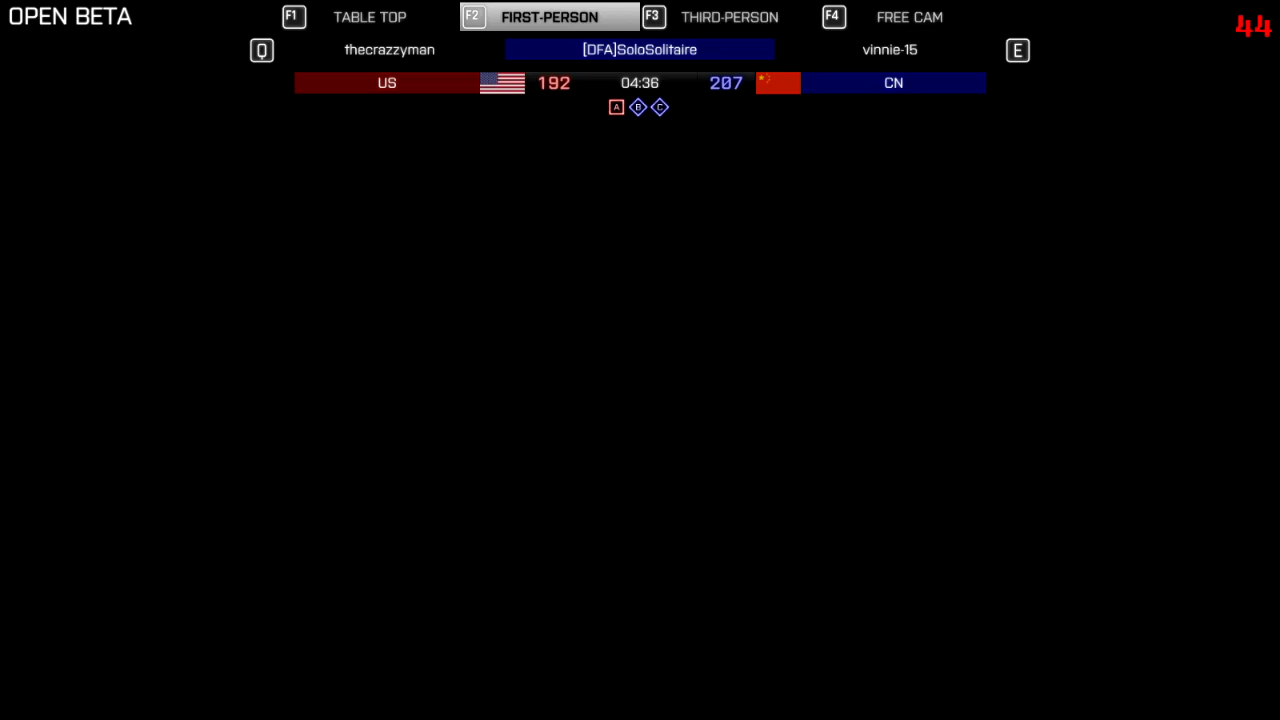 OPEN BETA
F1 TABLE TOP F2 FIRST-PERSON F3 THIRD-PERSON F4 FREE CAM
44
Q thecrazzyman [DFA]SoloSolitaire vinnie-15 E
US 192 04:36 207 CN
A B C